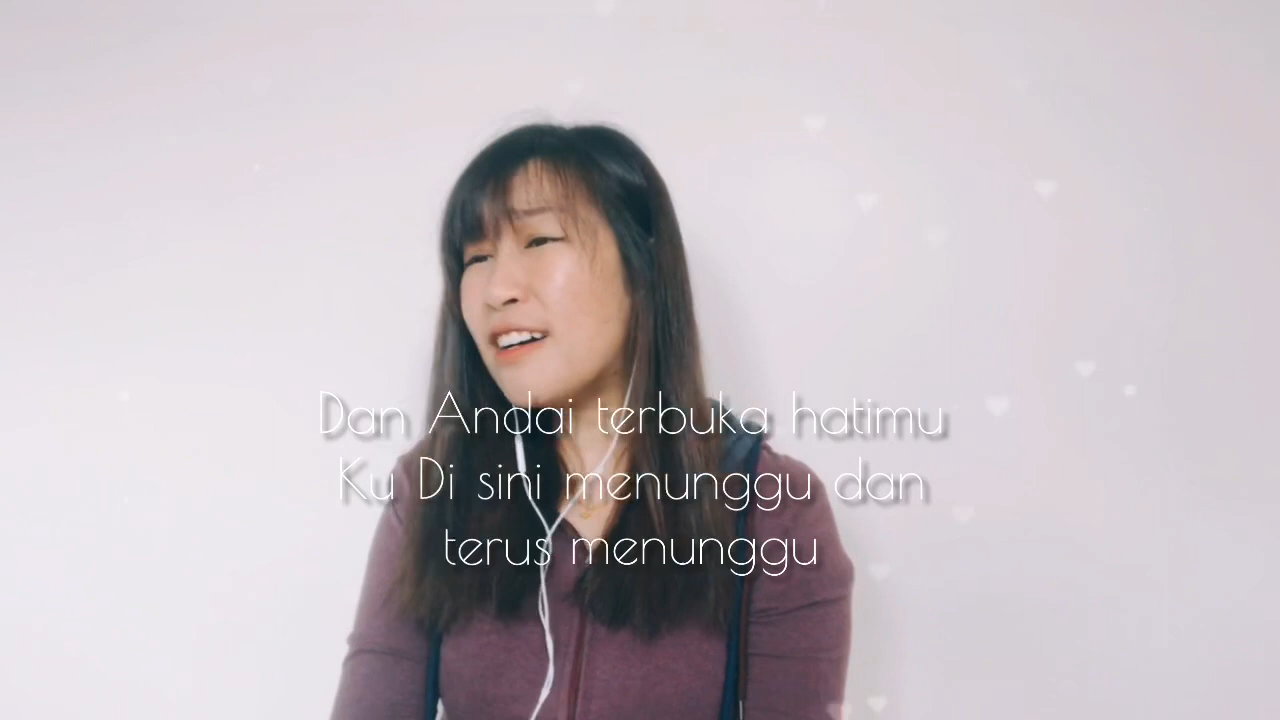 Dan Andai terbuka hatimu
Ku Di sini menunggu dan
terus menunggu